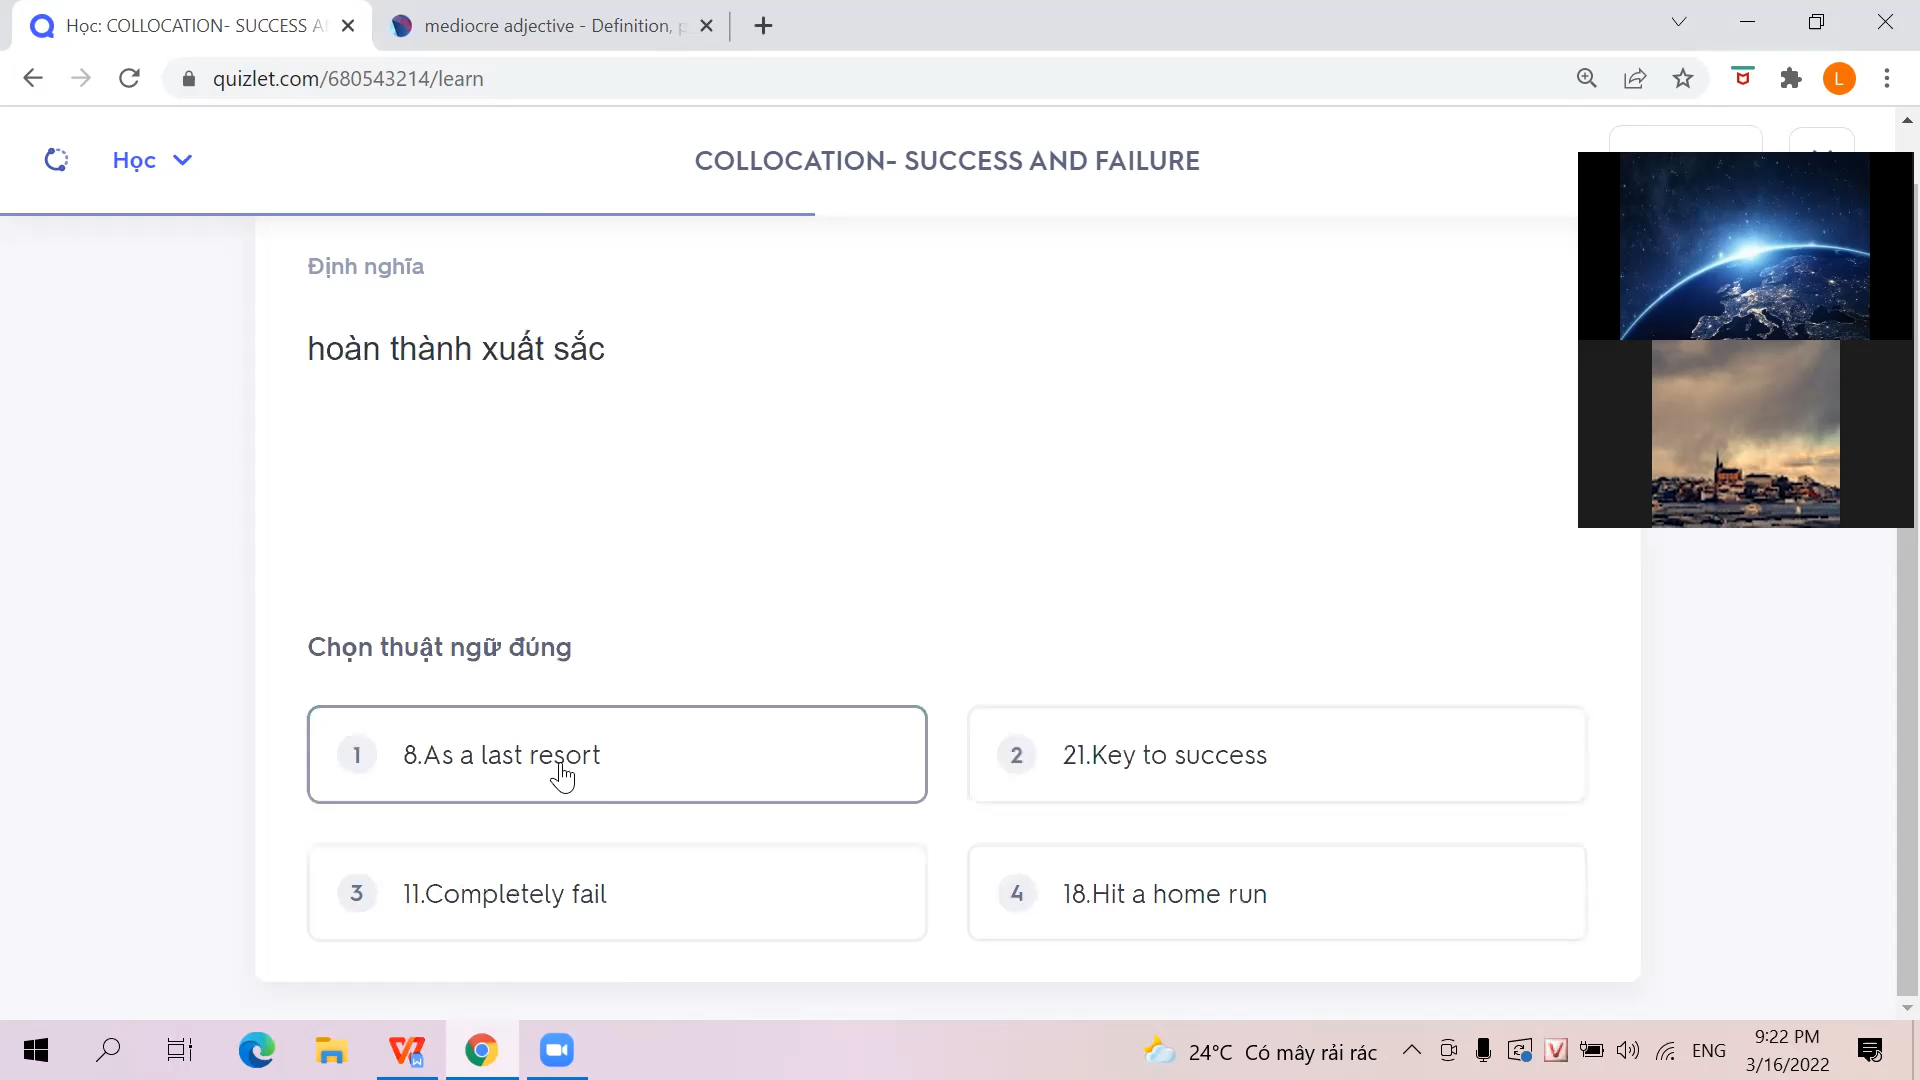 Học: COLLOCATION- SUCCESS A
mediocre adjective - Definition, p
quizlet.com/680543214/learn
L
Học
COLLOCATION- SUCCESS AND FAILURE
Định nghĩa
hoàn thành xuất sắc
Chọn thuật ngữ đúng
1 8.As a last resort
2 21.Key to success
3 11.Completely fail
4 18.Hit a home run
24°C Có mây rải rác
ENG
9:22 PM
3/16/2022